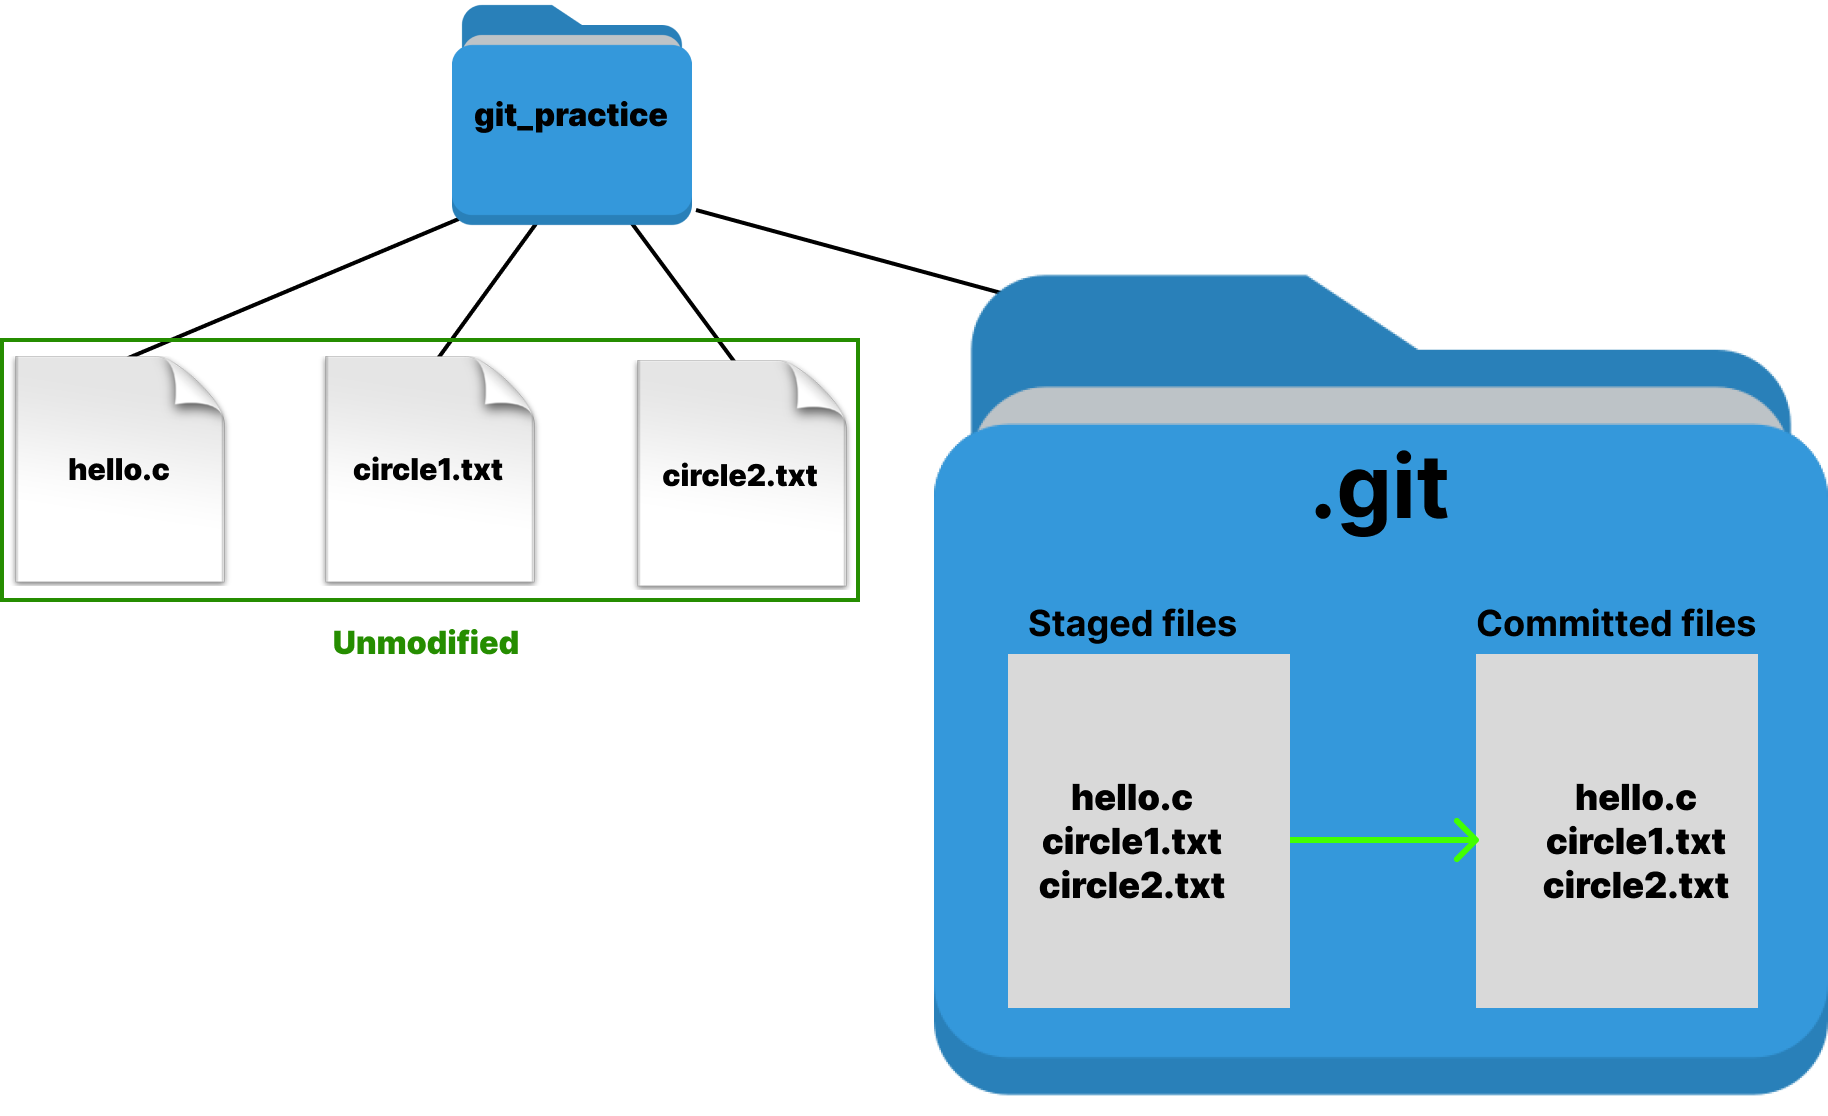 git_practice
hello.c
circle1.txt
circle2.txt
Unmodified
.git
Staged files
hello.c
circle1.txt
circle2.txt
Committed files
hello.c
circle1.txt
circle2.txt